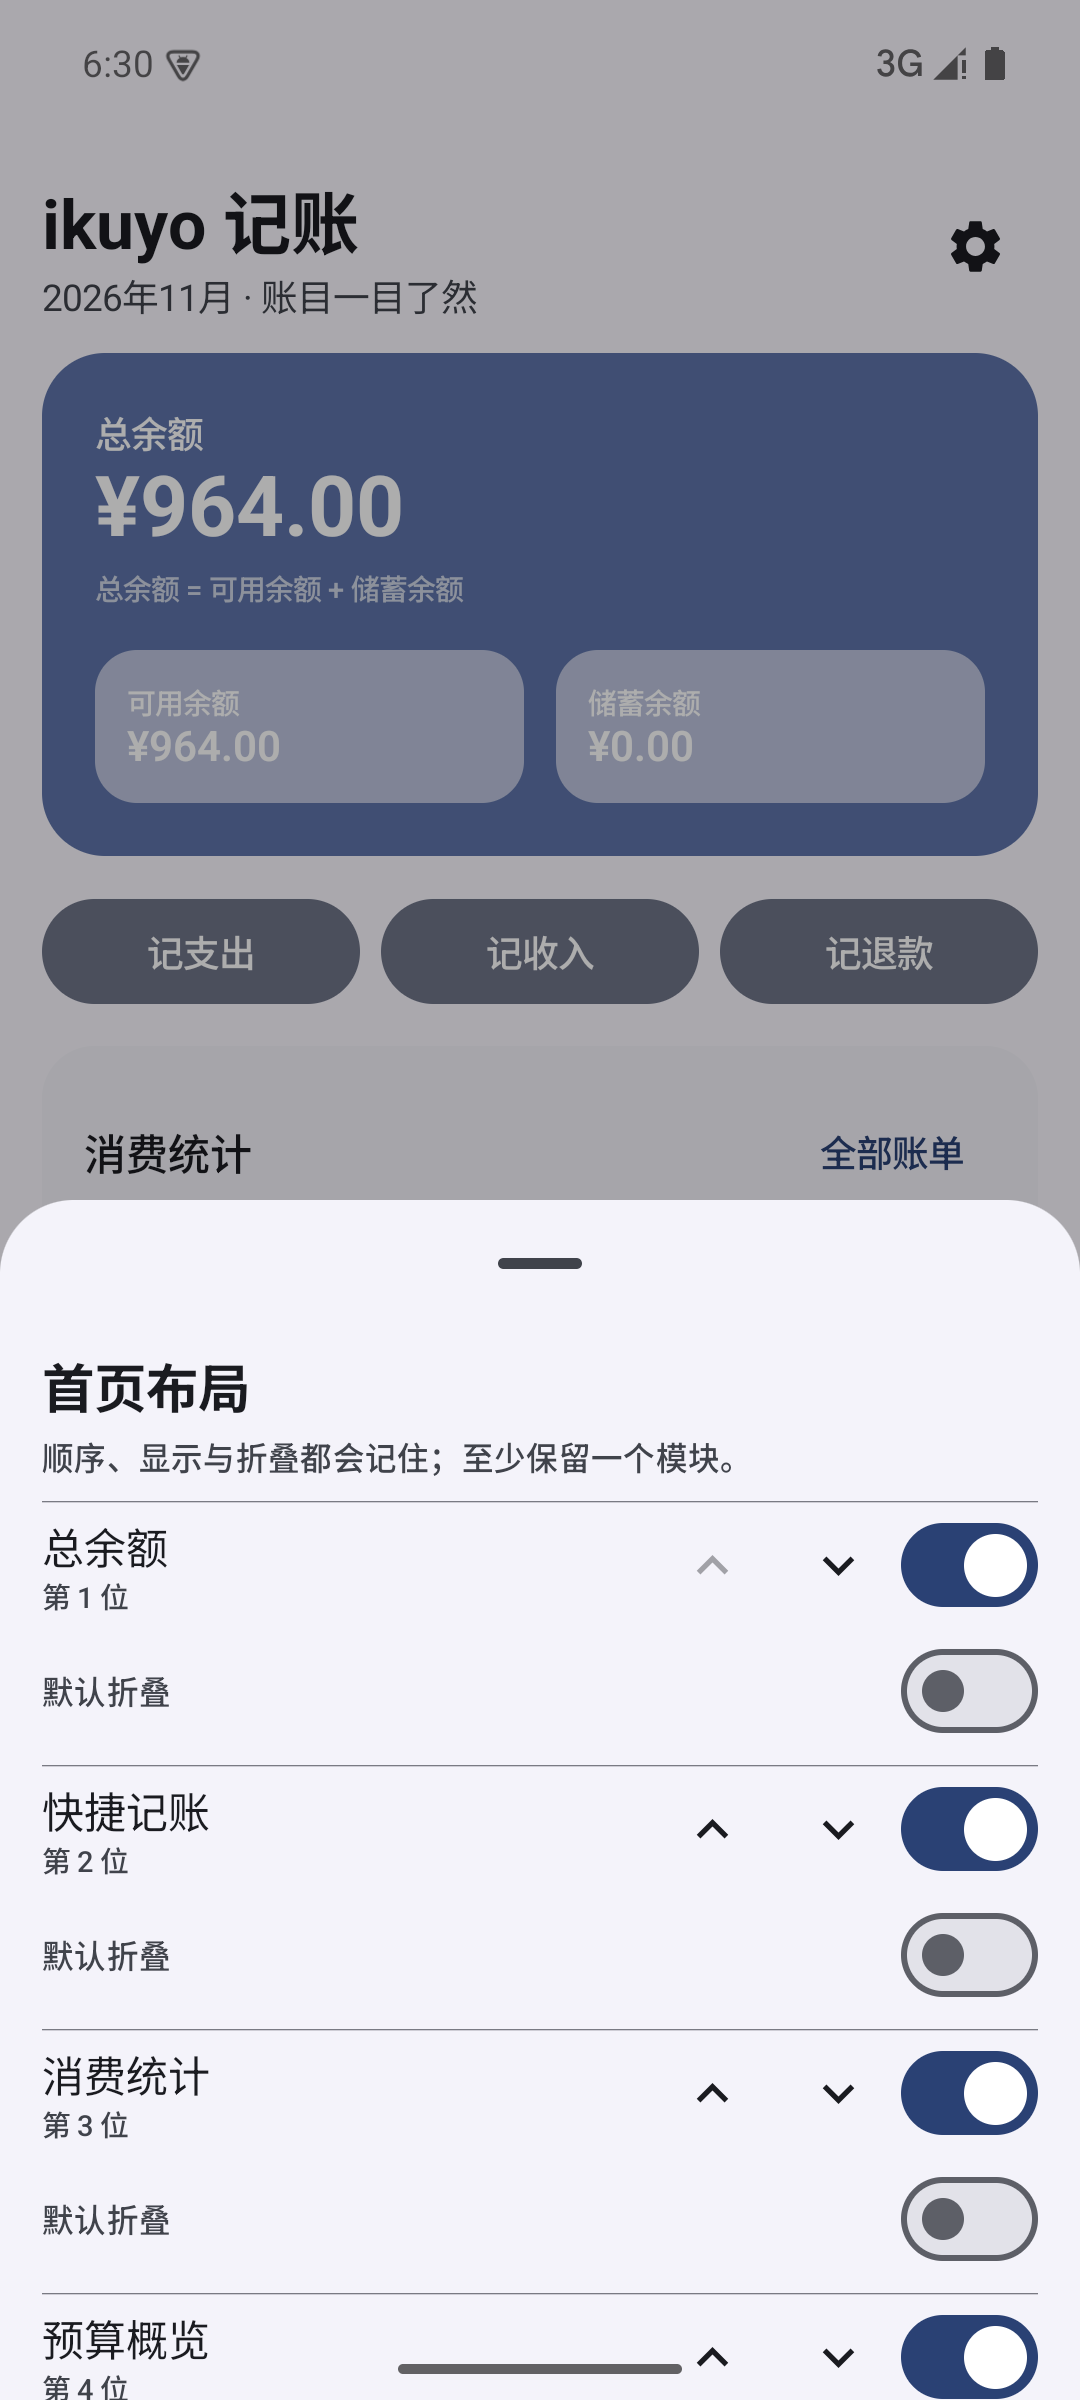 6:30
3G
ikuyo 记账
2026年11月 · 账目一目了然
总余额
¥964.00
总余额 = 可用余额 + 储蓄余额
可用余额
¥964.00
储蓄余额
¥0.00
记支出
记收入
记退款
消费统计
全部账单
首页布局
顺序、显示与折叠都会记住；至少保留一个模块。
总余额
第 1 位
默认折叠
快捷记账
第 2 位
默认折叠
消费统计
第 3 位
默认折叠
预算概览
第 4 位